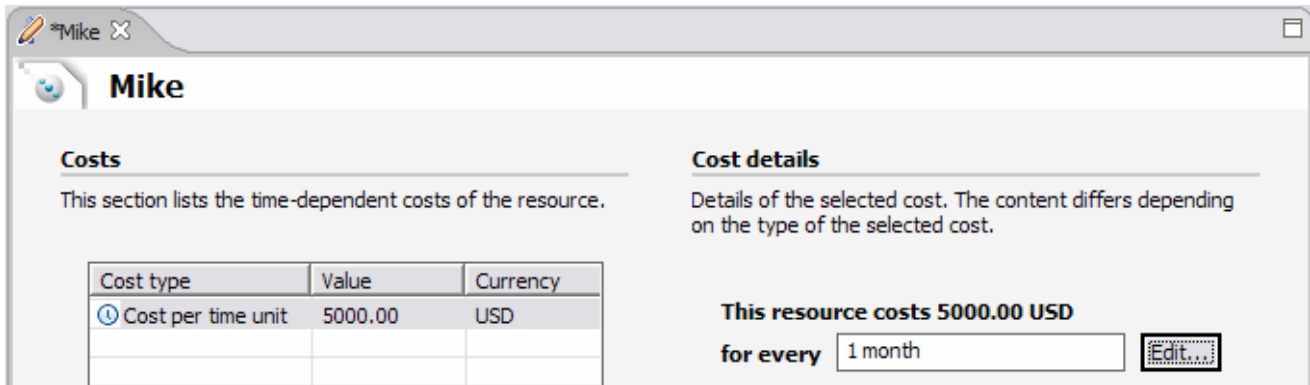 *Mike
Mike
Costs
This section lists the time-dependent costs of the resource.
Cost type Value Currency
Cost per time unit 5000.00 USD
Cost details
Details of the selected cost. The content differs depending
on the type of the selected cost.
This resource costs 5000.00 USD
for every 1 month Edit...